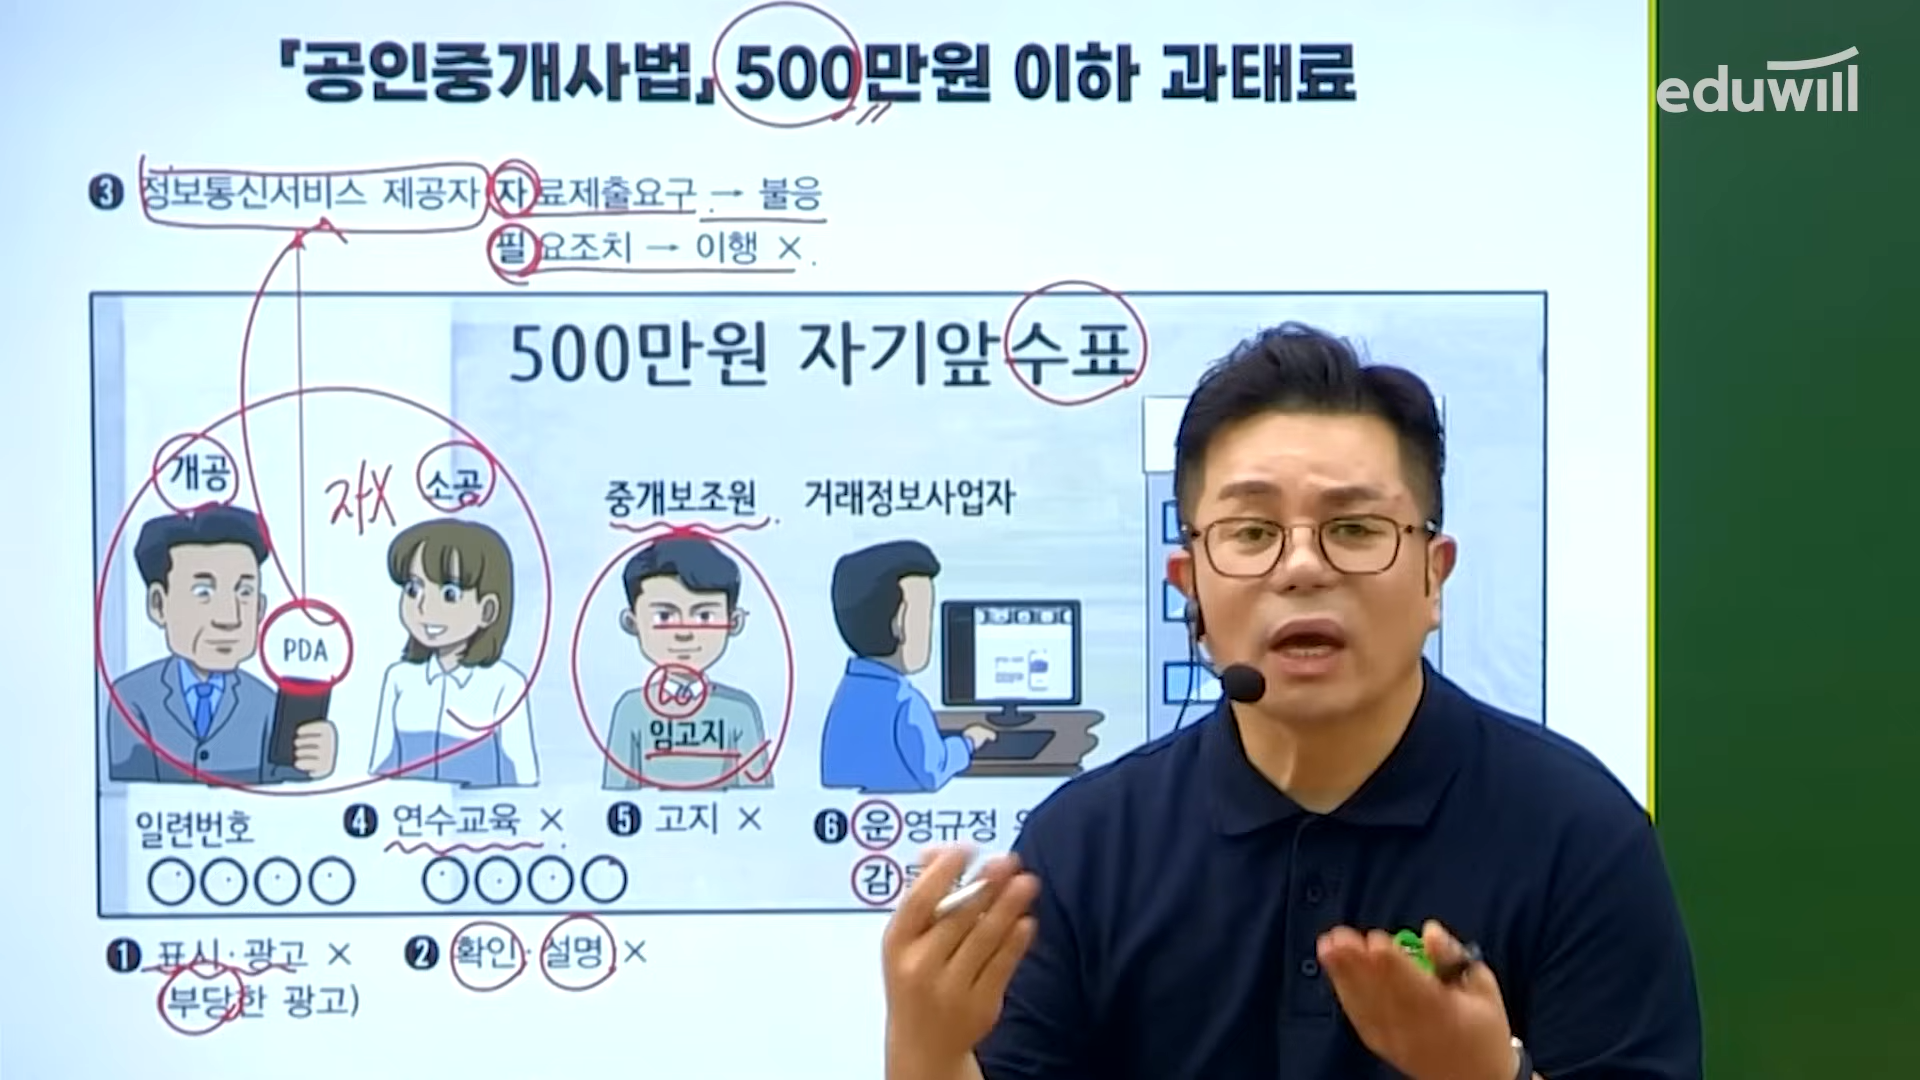 『공인중개사법』 500만원 이하 과태료
eduwill
❸ 정보통신서비스 제공자 자료제출요구 → 불응
필요조치 → 이행 ×
500만원 자기앞수표
개공
자X
소공
중개보조원
거래정보사업자
PDA
임고지
일련번호
❹ 연수교육 ×
❺ 고지 ×
❻ 운영규정
감
❶ 표시·광고 ×
❷ 확인·설명 ×
(부당한 광고)